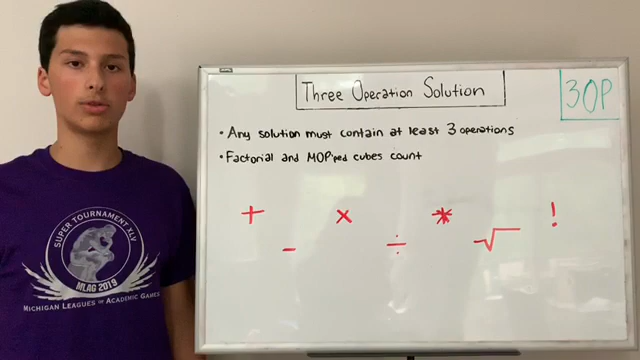 Three Operation Solution
3OP
• Any solution must contain at least 3 operations
• Factorial and MOP'ped cubes count
+ x * !
- ÷ √
SUPER TOURNAMENT XLV
MLAG 2019
MICHIGAN LEAGUES OF ACADEMIC GAMES